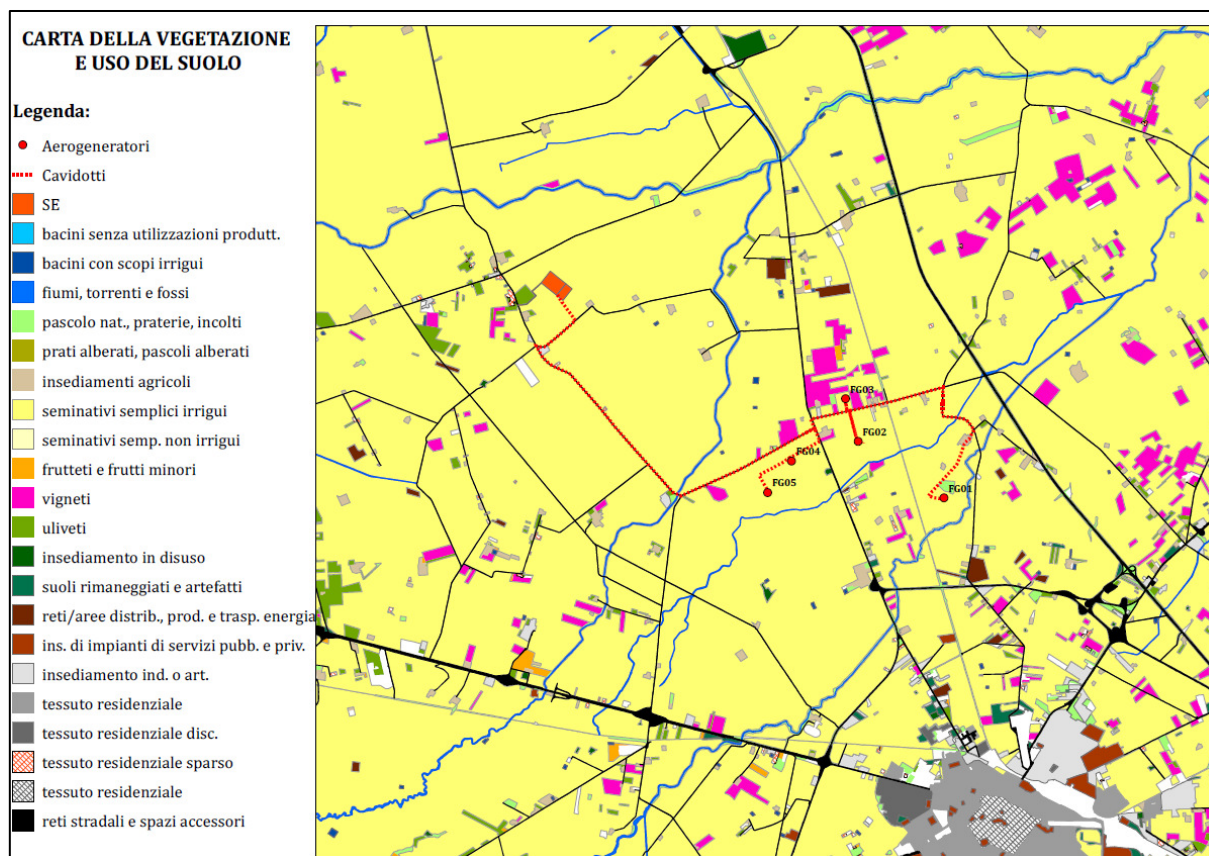 CARTA DELLA VEGETAZIONE
E USO DEL SUOLO
Legenda:
Aerogeneratori
Cavidotti
SE
bacini senza utilizzazioni produtt.
bacini con scopi irrigui
fiumi, torrenti e fossi
pascolo nat., praterie, incolti
prati alberati, pascoli alberati
insediamenti agricoli
seminativi semplici irrigui
seminativi semp. non irrigui
frutteti e frutti minori
vigneti
uliveti
insediamento in disuso
suoli rimaneggiati e artefatti
reti/aree distrib., prod. e trasp. energia
ins. di impianti di servizi pubb. e priv.
insediamento ind. o art.
tessuto residenziale
tessuto residenziale disc.
tessuto residenziale sparso
tessuto residenziale
reti stradali e spazi accessori
FG03
FG02
FG04
FG05
FG01